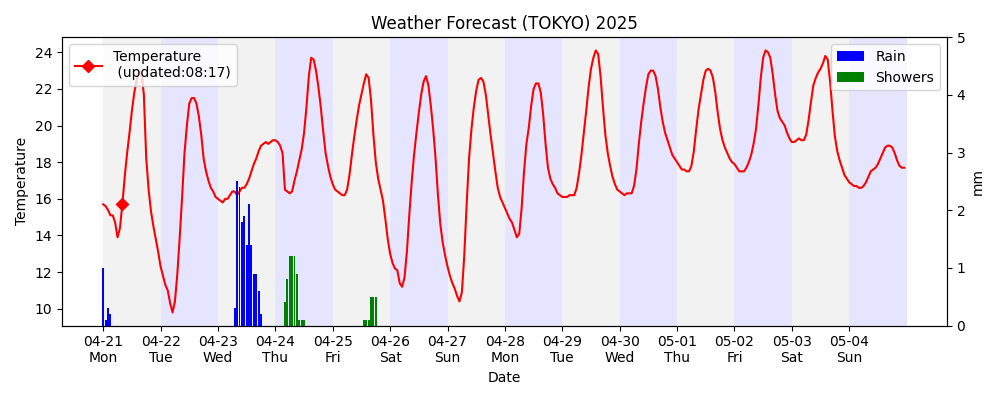 Weather Forecast (TOKYO) 2025
Temperature
(updated:08:17)
Rain
Showers
24
22
20
18
16
14
12
10
Temperature
5
4
3
2
1
0
mm
04-21 04-22 04-23 04-24 04-25 04-26 04-27 04-28 04-29 04-30 05-01 05-02 05-03 05-04
Mon Tue Wed Thu Fri Sat Sun Mon Tue Wed Thu Fri Sat Sun
Date